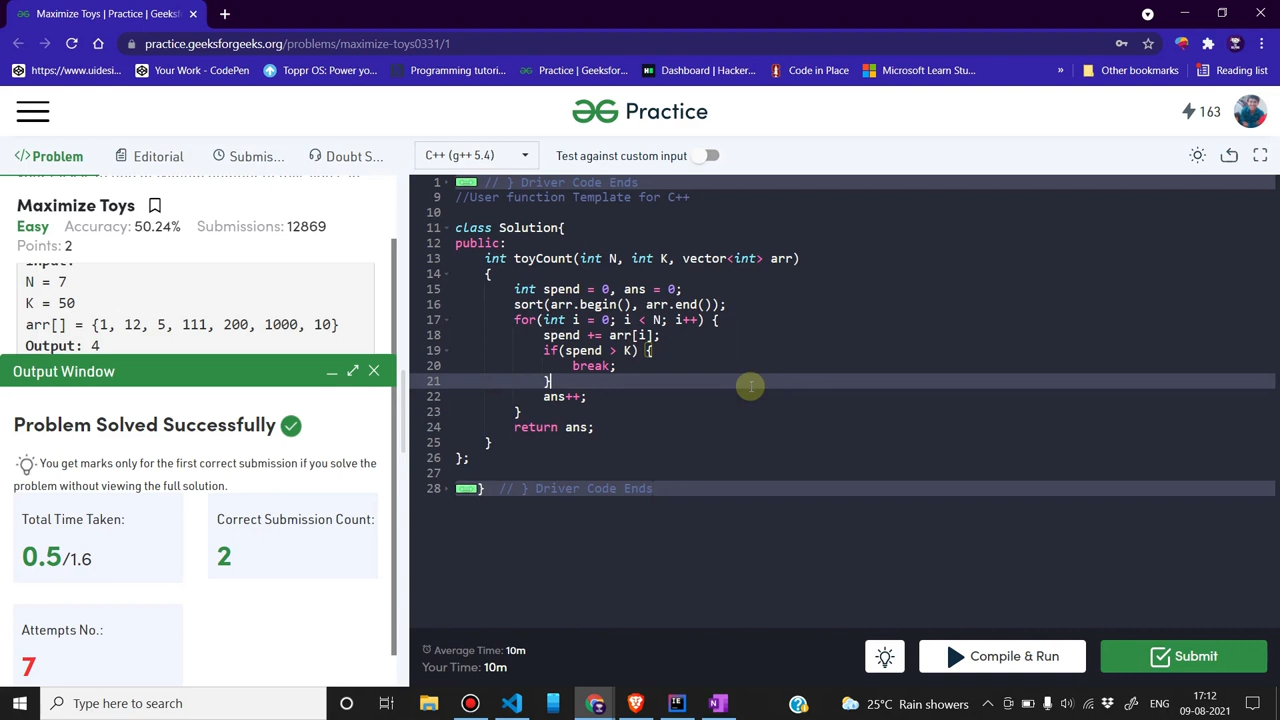 Maximize Toys | Practice | Geeksf
practice.geeksforgeeks.org/problems/maximize-toys0331/1
https://www.uidesi... Your Work - CodePen Toppr OS: Power yo... Programming tutori... Practice | Geeksfor... Dashboard | Hacker... Code in Place Microsoft Learn Stu... » Other bookmarks Reading list
Practice 163
</>Problem Editorial Submis... Doubt S... C++ (g++ 5.4) Test against custom input
Maximize Toys
Easy Accuracy: 50.24% Submissions: 12869
Points: 2
Input:
N = 7
K = 50
arr[] = {1, 12, 5, 111, 200, 1000, 10}
Output: 4
Output Window
Problem Solved Successfully
You get marks only for the first correct submission if you solve the
problem without viewing the full solution.
Total Time Taken: Correct Submission Count:
0.5/1.6 2
Attempts No.:
7
1 // } Driver Code Ends
9 //User function Template for C++
10
11 class Solution{
12 public:
13 int toyCount(int N, int K, vector<int> arr)
14 {
15 int spend = 0, ans = 0;
16 sort(arr.begin(), arr.end());
17 for(int i = 0; i < N; i++) {
18 spend += arr[i];
19 if(spend > K) {
20 break;
21 }
22 ans++;
23 }
24 return ans;
25 }
26 };
27
28 } // } Driver Code Ends
Average Time: 10m
Your Time: 10m
Compile & Run Submit
Type here to search 25°C Rain showers ENG 17:12
09-08-2021